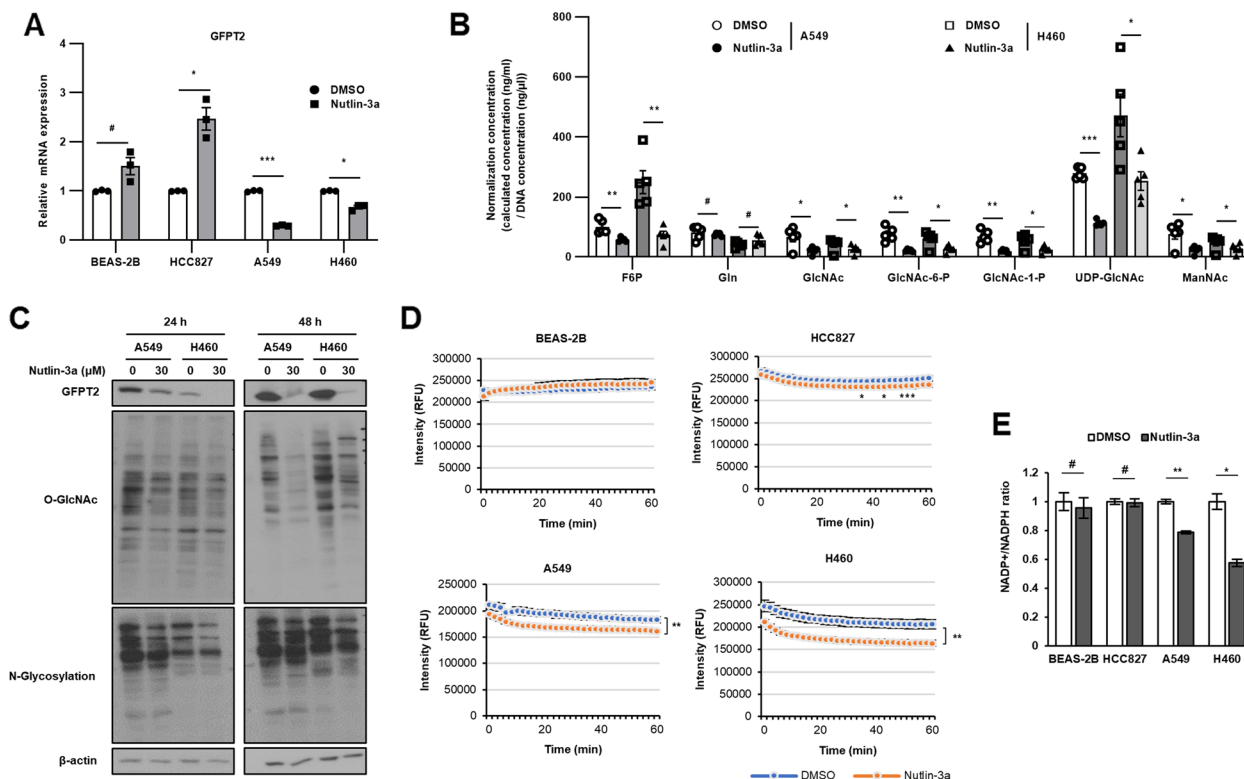 A
GFPT2
Relative mRNA expression
4
3
2
1
0
#
*
***
*
DMSO
Nutlin-3a
BEAS-2B HCC827 A549 H460
B
DMSO
Nutlin-3a
A549
DMSO
Nutlin-3a
H460
Normalization concentration
(calculated concentration (ng/ml)
/ DNA concentration (ng/µl))
800
600
400
200
0
** ** # # * * ** * ** * *** * * *
F6P Gln GlcNAc GlcNAc-6-P GlcNAc-1-P UDP-GlcNAc ManNAc
C
24 h 48 h
A549 H460 A549 H460
Nutlin-3a (µM) 0 30 0 30 0 30 0 30
GFPT2
O-GlcNAc
N-Glycosylation
β-actin
D
BEAS-2B
Intensity (RFU)
300000
250000
200000
150000
100000
50000
0
0 20 40 60
Time (min)
HCC827
Intensity (RFU)
300000
250000
200000
150000
100000
50000
0
* * ***
0 20 40 60
Time (min)
A549
Intensity (RFU)
250000
200000
150000
100000
50000
0
**
0 20 40 60
Time (min)
H460
Intensity (RFU)
300000
250000
200000
150000
100000
50000
0
**
0 20 40 60
Time (min)
DMSO Nutlin-3a
E
DMSO Nutlin-3a
NADP+/NADPH ratio
1.2
1
0.8
0.6
0.4
0.2
0
# # ** *
BEAS-2B HCC827 A549 H460